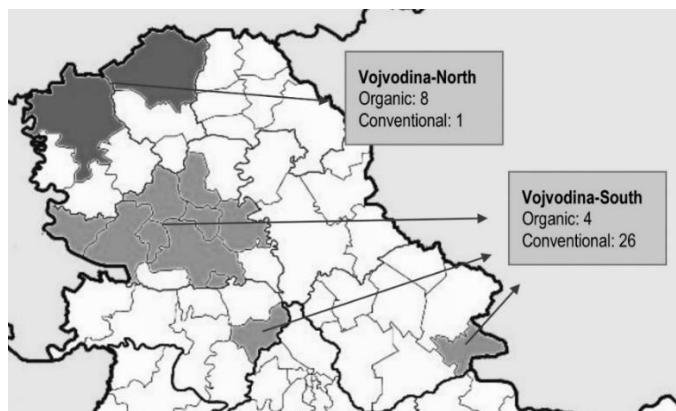 Vojvodina-North
Organic: 8
Conventional: 1
Vojvodina-South
Organic: 4
Conventional: 26